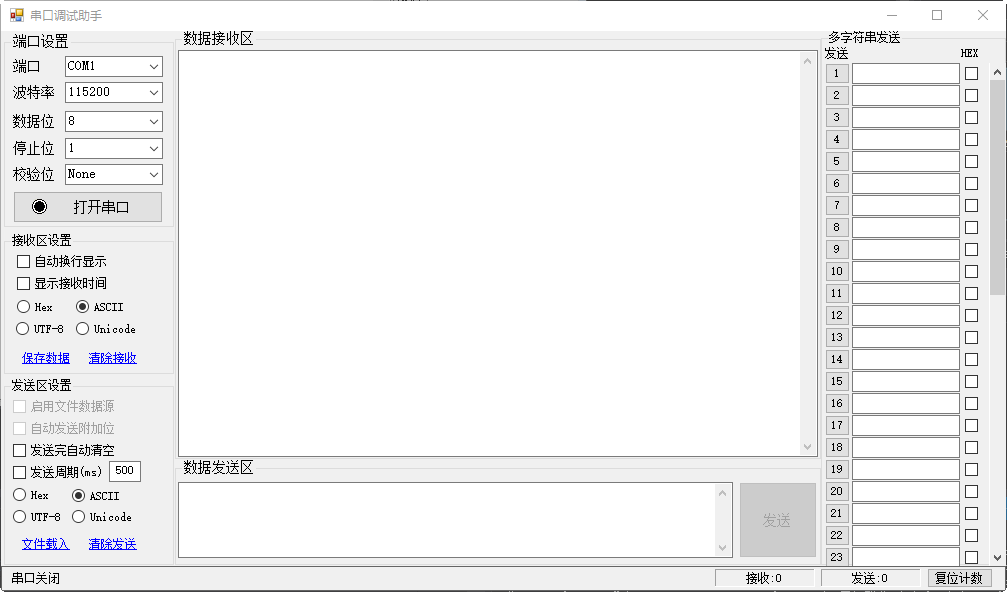 串口调试助手
端口设置
端口 COM1
波特率 115200
数据位 8
停止位 1
校验位 None
打开串口
接收区设置
自动换行显示
显示接收时间
Hex ASCII
UTF-8 Unicode
保存数据 清除接收
发送区设置
启用文件数据源
自动发送附加位
发送完自动清空
发送周期(ms) 500
Hex ASCII
UTF-8 Unicode
文件载入 清除发送
数据接收区
数据发送区
发送
多字符串发送
发送 HEX
1
2
3
4
5
6
7
8
9
10
11
12
13
14
15
16
17
18
19
20
21
22
23
串口关闭 接收:0 发送:0 复位计数